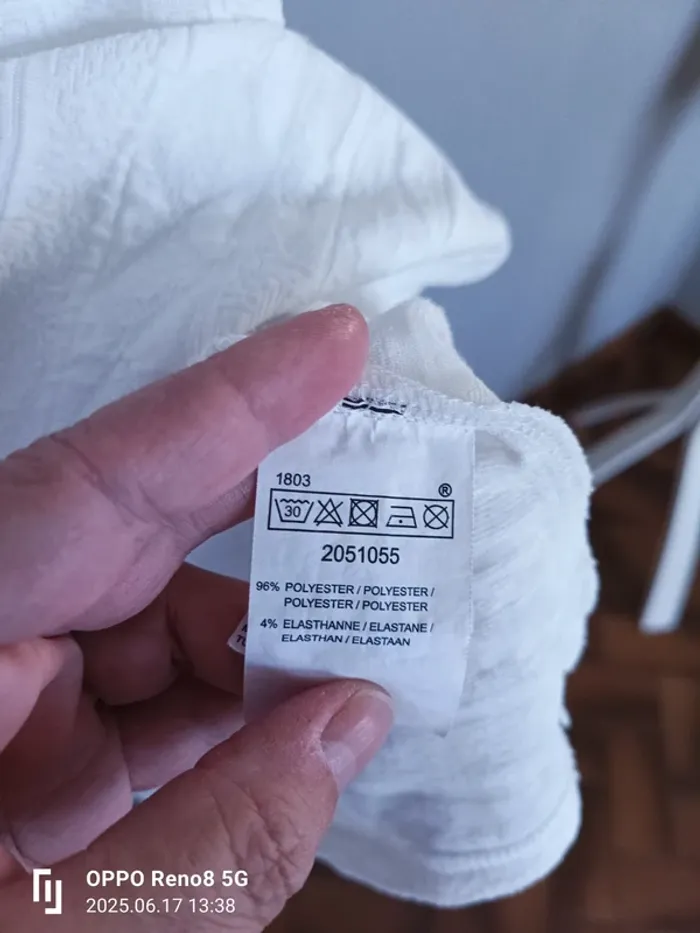 1803
®
30
2051055
96% POLYESTER / POLYESTER /
POLYESTER / POLYESTER
4% ELASTHANNE / ELASTANE /
ELASTHAN / ELASTAAN
OPPO Reno8 5G
2025.06.17 13:38